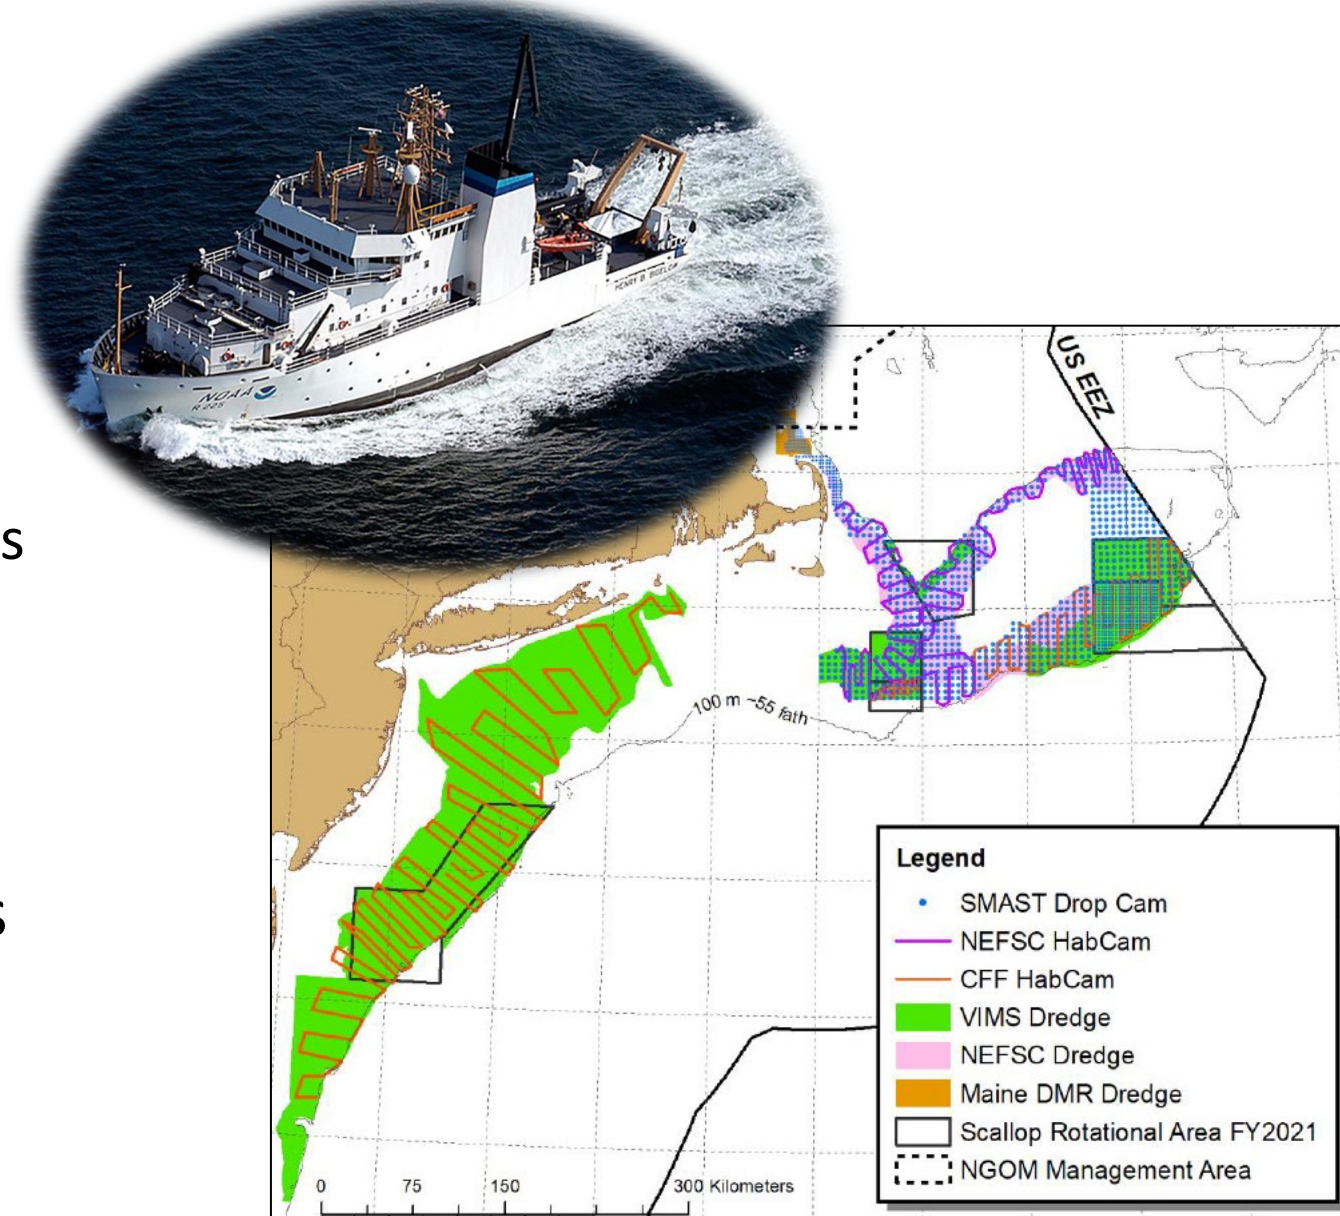 HENRY B. BIGELOW
NOAA
R 225
s
s
US EEZ
100 m ~55 fath
Legend
SMAST Drop Cam
NEFSC HabCam
CFF HabCam
VIMS Dredge
NEFSC Dredge
Maine DMR Dredge
Scallop Rotational Area FY2021
NGOM Management Area
0 75 150 300 Kilometers